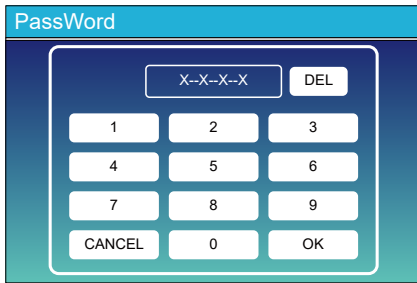 PassWord
X--X--X--X DEL
1 2 3
4 5 6
7 8 9
CANCEL 0 OK